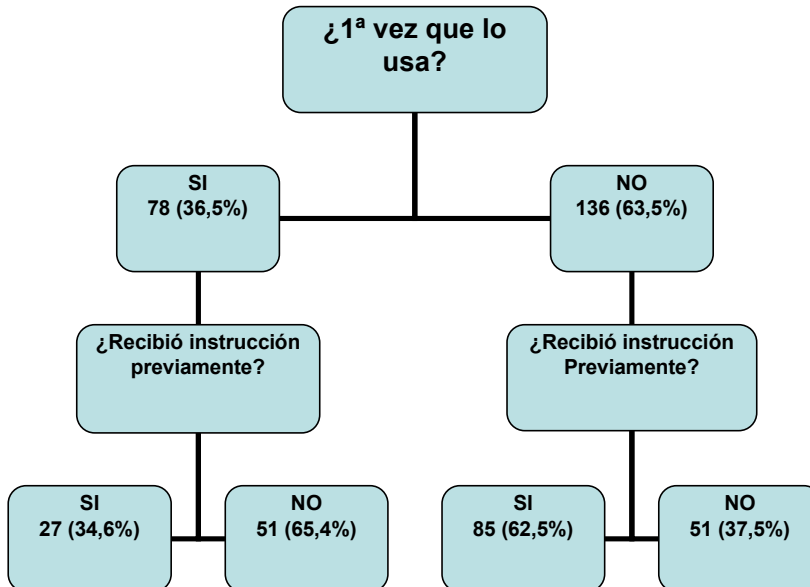 ¿1ª vez que lo
usa?
SI
78 (36,5%)
NO
136 (63,5%)
¿Recibió instrucción
previamente?
¿Recibió instrucción
Previamente?
SI
27 (34,6%)
NO
51 (65,4%)
SI
85 (62,5%)
NO
51 (37,5%)